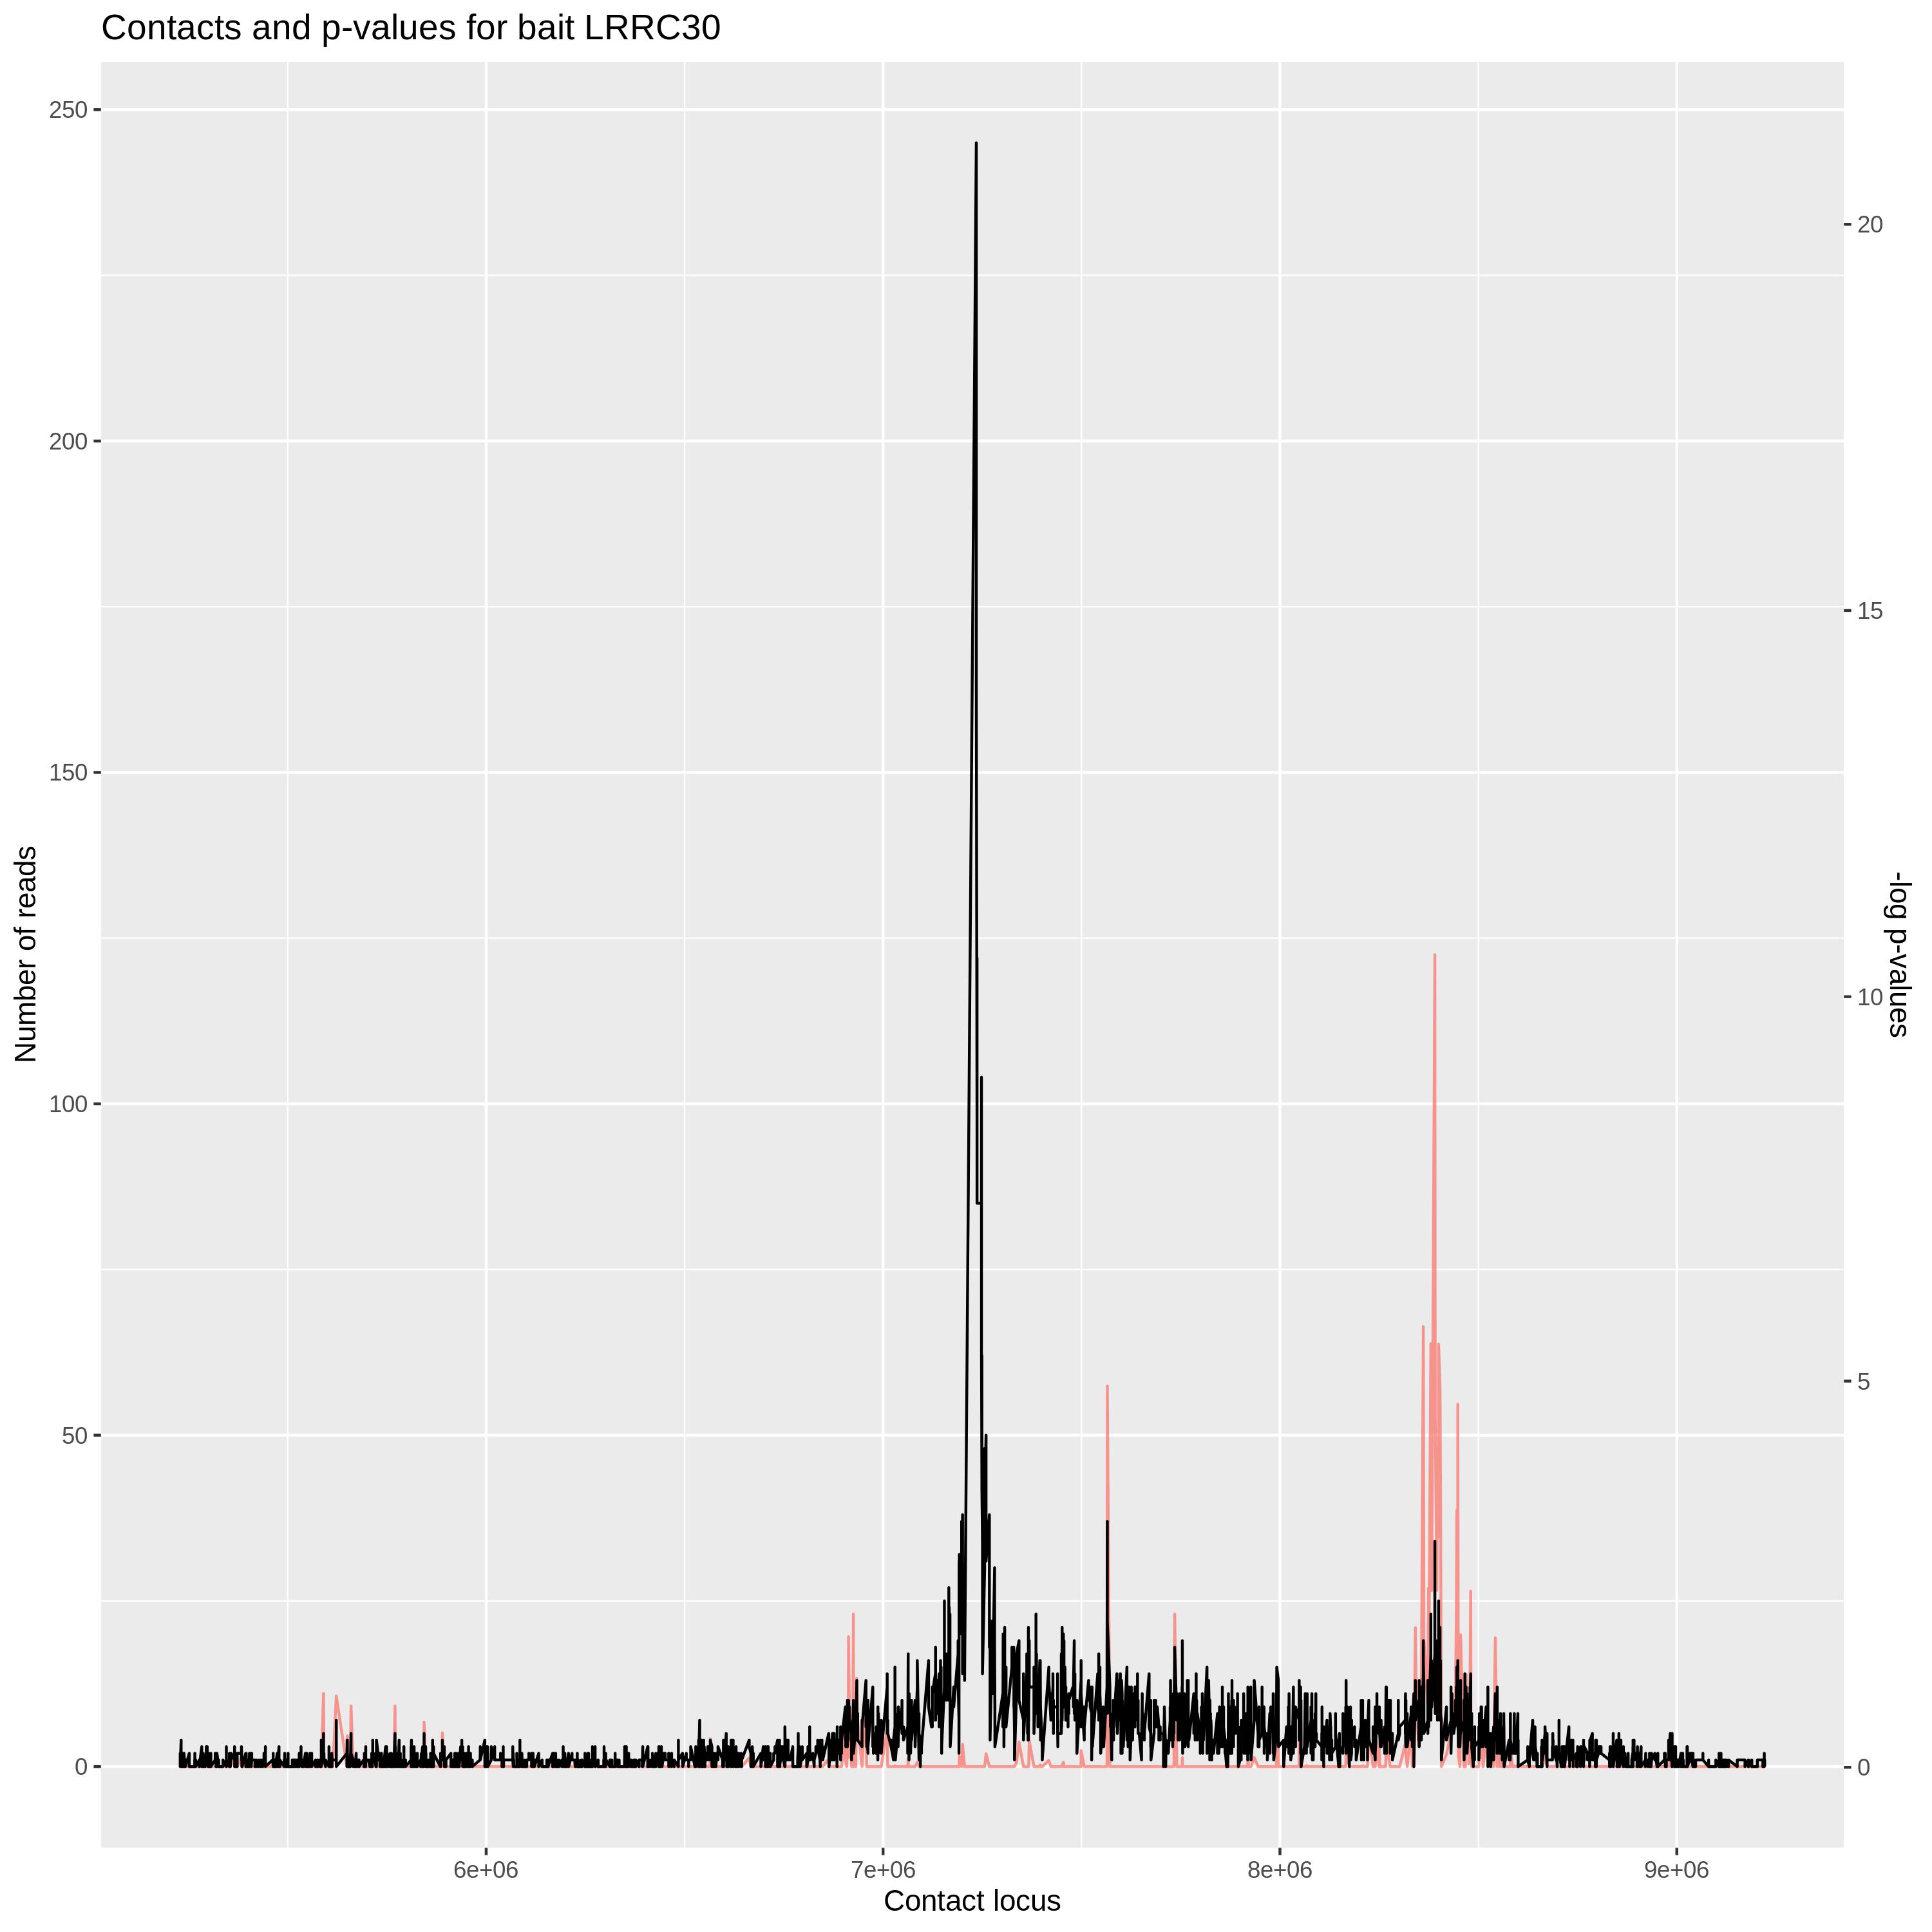 Contacts and p-values for bait LRRC30
250
200
150
100
50
0
Number of reads
20
15
10
5
0
-log p-values
6e+06
7e+06
8e+06
9e+06
Contact locus